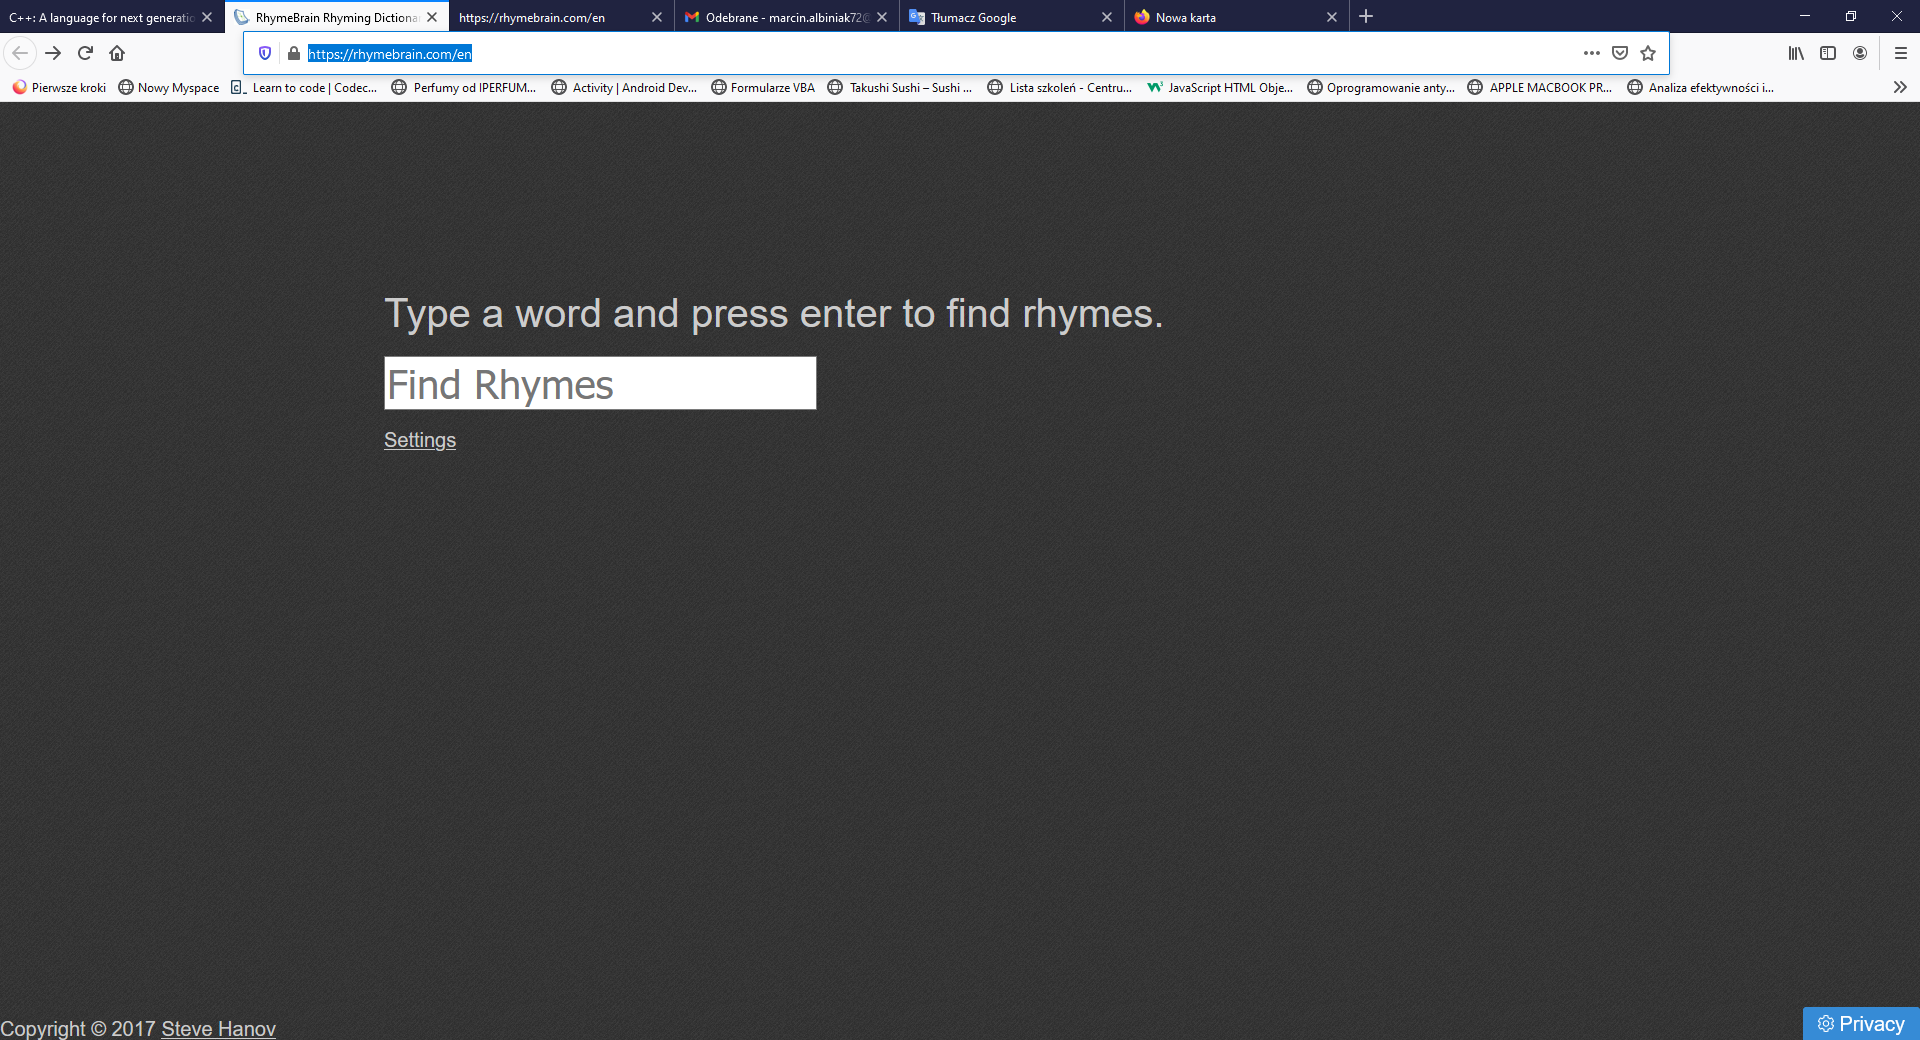 C++: A language for next generatio
RhymeBrain Rhyming Dictiona
https://rhymebrain.com/en
Odebrane - marcin.albiniak72@
Tłumacz Google
Nowa karta
https://rhymebrain.com/en
Pierwsze kroki
Nowy Myspace
Learn to code | Codec...
Perfumy od IPERFUM...
Activity | Android Dev...
Formularze VBA
Takushi Sushi – Sushi ...
Lista szkoleń - Centru...
JavaScript HTML Obje...
Oprogramowanie anty...
APPLE MACBOOK PR...
Analiza efektywności i...
Type a word and press enter to find rhymes.
Find Rhymes
Settings
Copyright © 2017 Steve Hanov
Privacy